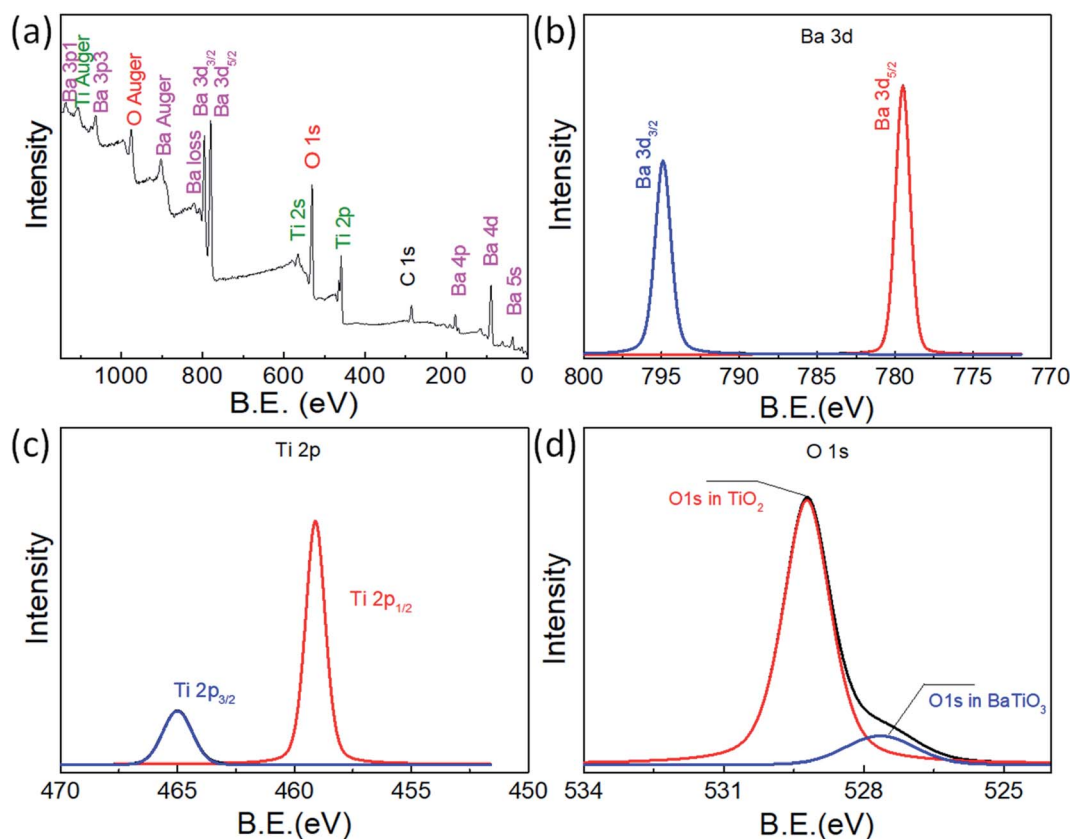 (a)
Ba 3p1
Ti Auger
Ba 3p3
O Auger
Ba Auger
Ba loss
Ba 3d3/2
Ba 3d5/2
Ti 2s
O 1s
Ti 2p
C 1s
Ba 4p
Ba 4d
Ba 5s
Intensity
1000 800 600 400 200 0
B.E. (eV)
(b)
Ba 3d
Ba 3d3/2
Ba 3d5/2
Intensity
800 795 790 785 780 775 770
B.E.(eV)
(c)
Ti 2p
Ti 2p1/2
Ti 2p3/2
Intensity
470 465 460 455 450
B.E.(eV)
(d)
O 1s
O1s in TiO2
O1s in BaTiO3
Intensity
534 531 528 525
B.E.(eV)